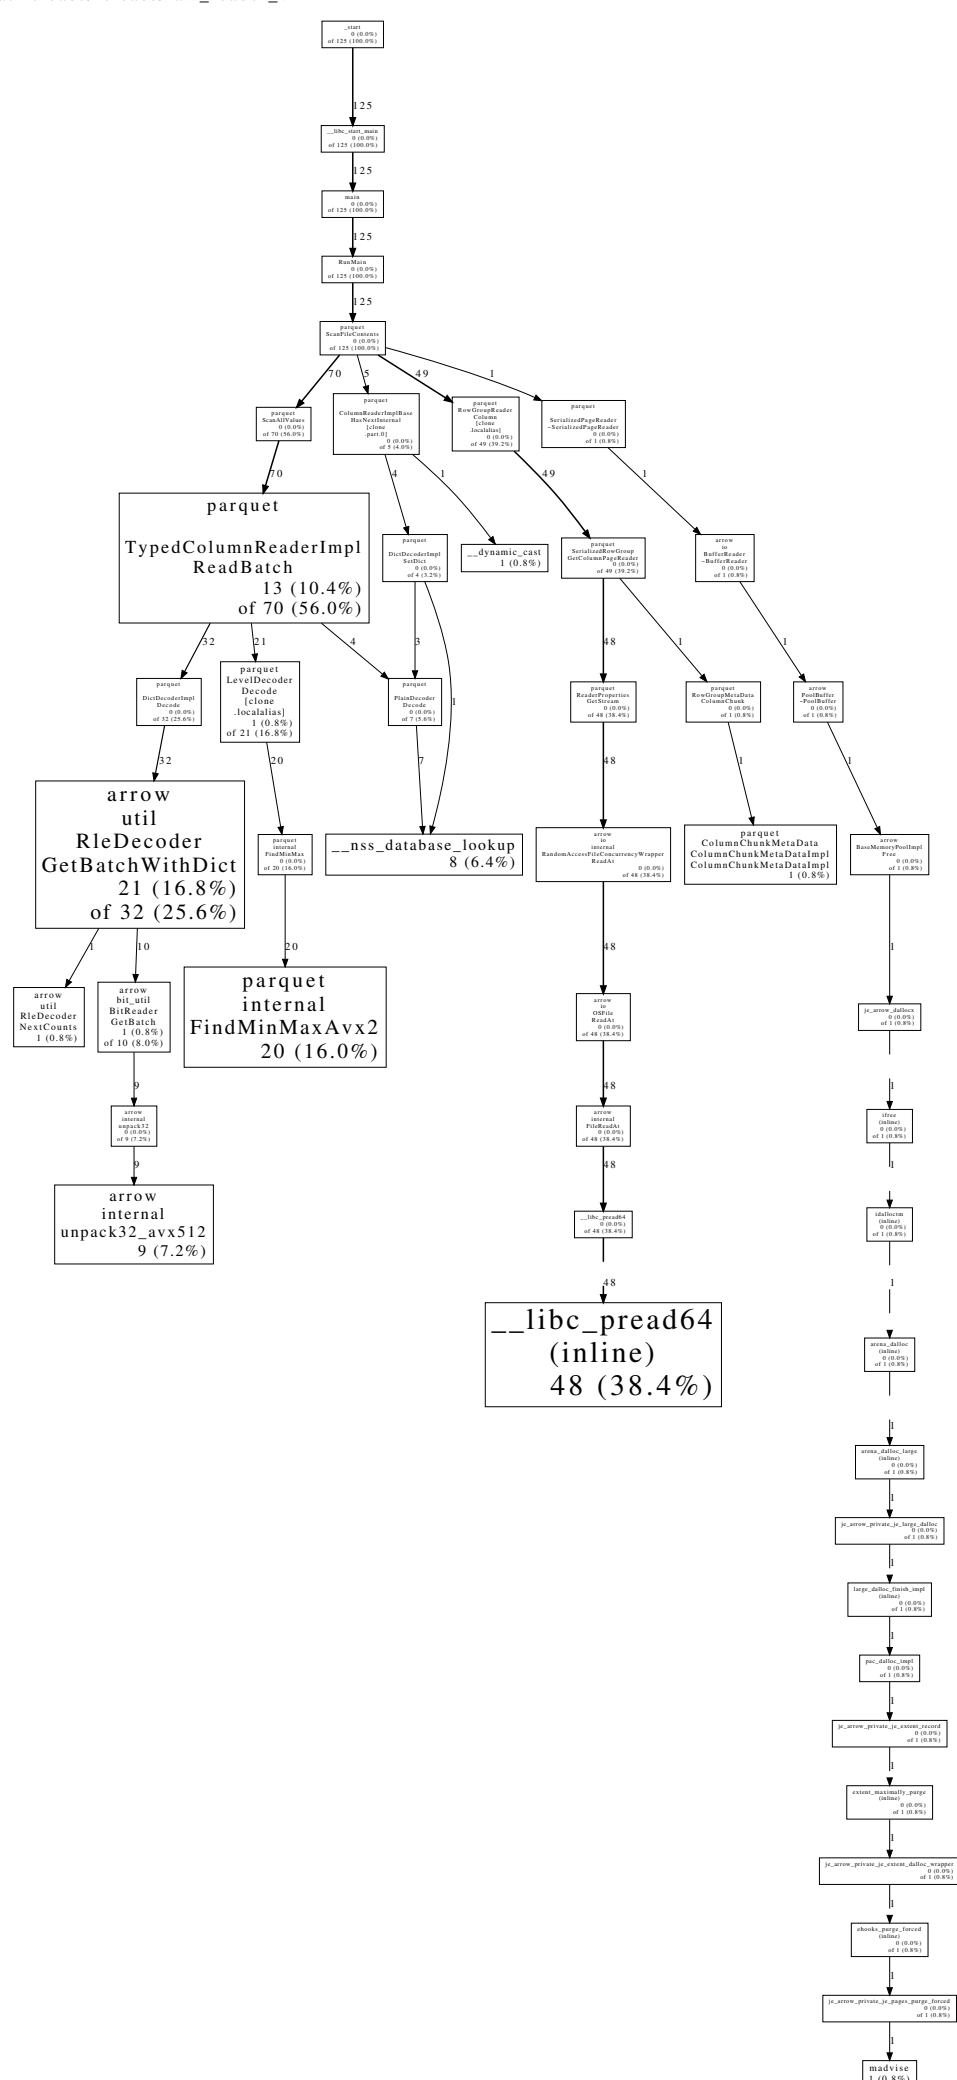 _start
0 (0.0%)
of 125 (100.0%)
125
__libc_start_main
0 (0.0%)
of 125 (100.0%)
125
main
0 (0.0%)
of 125 (100.0%)
125
RunMain
0 (0.0%)
of 125 (100.0%)
125
parquet
ScanFileContents
0 (0.0%)
of 125 (100.0%)
70
5
49
1
parquet
ScanAllValues
0 (0.0%)
of 70 (56.0%)
parquet
ColumnReaderImplBase
HasNextInternal
[clone
.part.0]
0 (0.0%)
of 5 (4.0%)
parquet
RowGroupReader
Column
[clone
.localalias]
0 (0.0%)
of 49 (39.2%)
parquet
SerializedPageReader
~SerializedPageReader
0 (0.0%)
of 1 (0.8%)
70
4
1
49
1
parquet
TypedColumnReaderImpl
ReadBatch
13 (10.4%)
of 70 (56.0%)
parquet
DictDecoderImpl
SetDict
0 (0.0%)
of 4 (3.2%)
__dynamic_cast
1 (0.8%)
parquet
SerializedRowGroup
GetColumnPageReader
0 (0.0%)
of 49 (39.2%)
arrow
io
BufferReader
~BufferReader
0 (0.0%)
of 1 (0.8%)
32
21
4
3
1
48
1
1
parquet
DictDecoderImpl
Decode
0 (0.0%)
of 32 (25.6%)
parquet
LevelDecoder
Decode
[clone
.localalias]
1 (0.8%)
of 21 (16.8%)
parquet
PlainDecoder
Decode
0 (0.0%)
of 7 (5.6%)
parquet
ReaderProperties
GetStream
0 (0.0%)
of 48 (38.4%)
parquet
RowGroupMetaData
ColumnChunk
0 (0.0%)
of 1 (0.8%)
arrow
PoolBuffer
~PoolBuffer
0 (0.0%)
of 1 (0.8%)
32
20
7
48
1
1
arrow
util
RleDecoder
GetBatchWithDict
21 (16.8%)
of 32 (25.6%)
parquet
internal
FindMinMax
0 (0.0%)
of 20 (16.0%)
__nss_database_lookup
8 (6.4%)
arrow
io
internal
RandomAccessFileConcurrencyWrapper
ReadAt
0 (0.0%)
of 48 (38.4%)
parquet
ColumnChunkMetaData
ColumnChunkMetaDataImpl
ColumnChunkMetaDataImpl
1 (0.8%)
arrow
BaseMemoryPoolImpl
Free
0 (0.0%)
of 1 (0.8%)
1
10
20
48
1
arrow
util
RleDecoder
NextCounts
1 (0.8%)
arrow
bit_util
BitReader
GetBatch
1 (0.8%)
of 10 (8.0%)
parquet
internal
FindMinMaxAvx2
20 (16.0%)
arrow
io
OSFile
ReadAt
0 (0.0%)
of 48 (38.4%)
je_arrow_dallocx
0 (0.0%)
of 1 (0.8%)
9
48
1
arrow
internal
unpack32
0 (0.0%)
of 9 (7.2%)
arrow
internal
FileReadAt
0 (0.0%)
of 48 (38.4%)
ifree
(inline)
0 (0.0%)
of 1 (0.8%)
9
48
1
arrow
internal
unpack32_avx512
9 (7.2%)
__libc_pread64
0 (0.0%)
of 48 (38.4%)
idalloctm
(inline)
0 (0.0%)
of 1 (0.8%)
48
1
__libc_pread64
(inline)
48 (38.4%)
arena_dalloc
(inline)
0 (0.0%)
of 1 (0.8%)
1
arena_dalloc_large
(inline)
0 (0.0%)
of 1 (0.8%)
1
je_arrow_private_je_large_dalloc
0 (0.0%)
of 1 (0.8%)
1
large_dalloc_finish_impl
(inline)
0 (0.0%)
of 1 (0.8%)
1
pac_dalloc_impl
0 (0.0%)
of 1 (0.8%)
1
je_arrow_private_je_extent_record
0 (0.0%)
of 1 (0.8%)
1
extent_maximally_purge
(inline)
0 (0.0%)
of 1 (0.8%)
1
je_arrow_private_je_extent_dalloc_wrapper
0 (0.0%)
of 1 (0.8%)
1
ehooks_purge_forced
(inline)
0 (0.0%)
of 1 (0.8%)
1
je_arrow_private_je_pages_purge_forced
0 (0.0%)
of 1 (0.8%)
1
madvise
1 (0.8%)